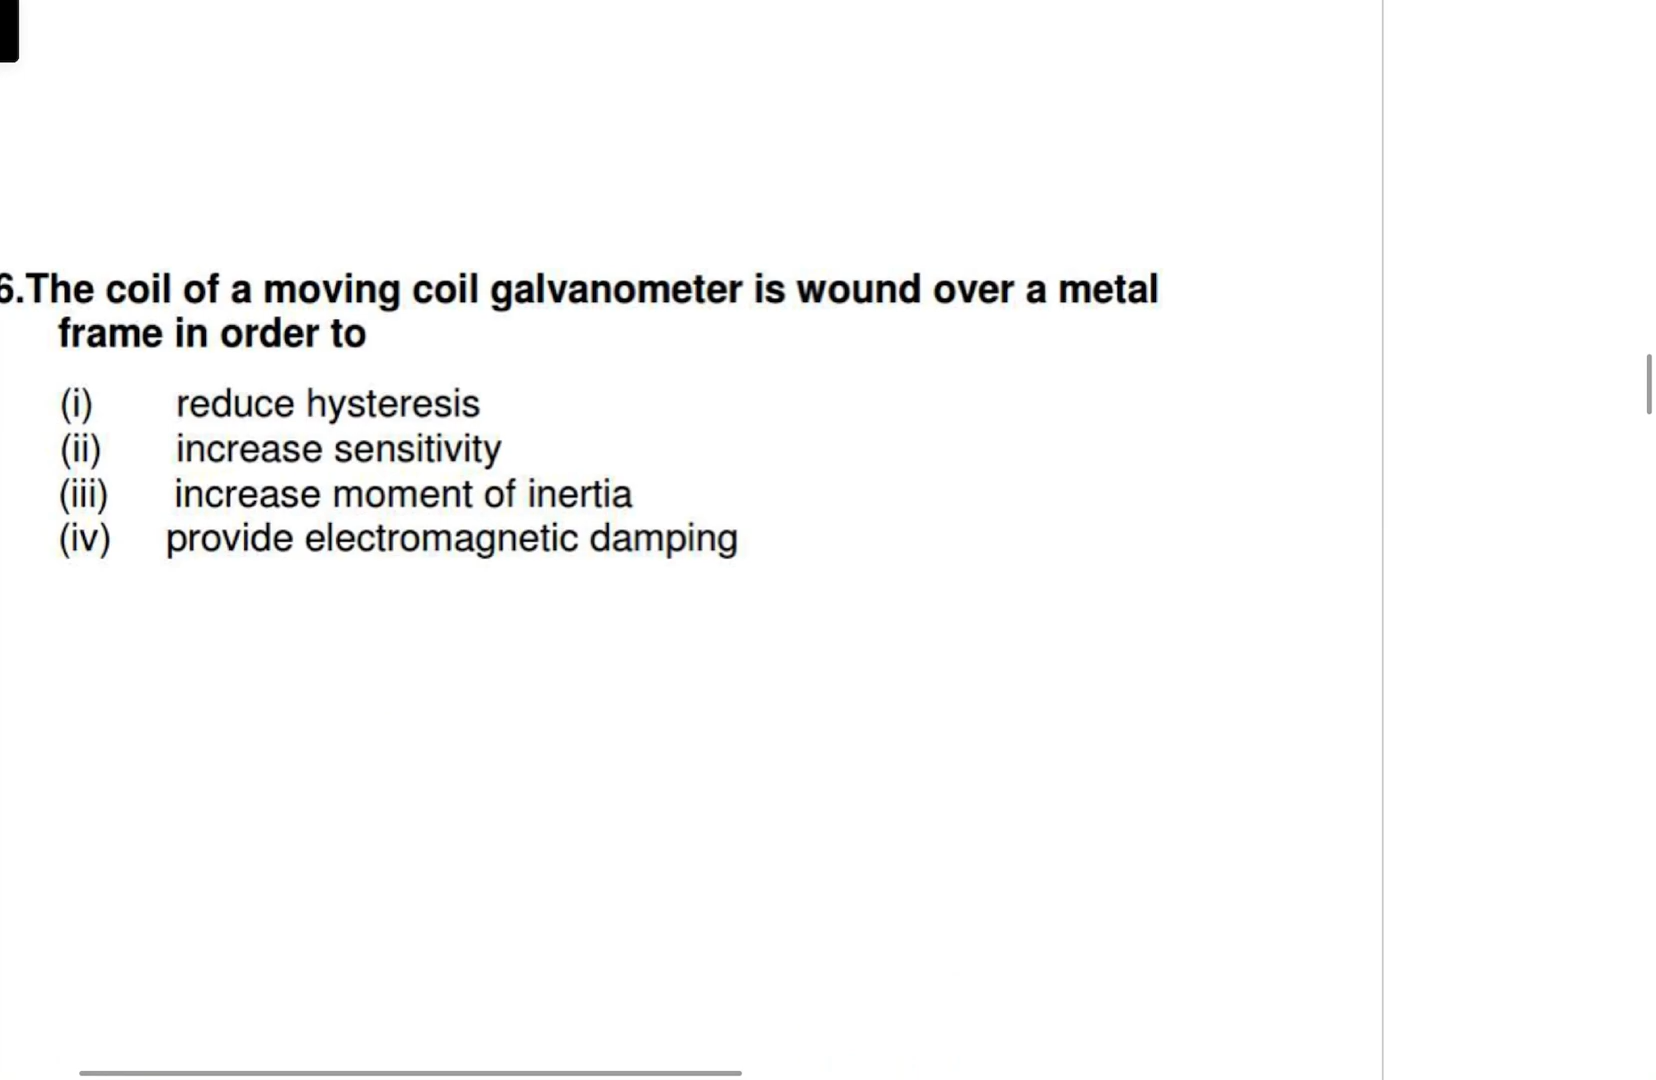 6.The coil of a moving coil galvanometer is wound over a metal
frame in order to
(i) reduce hysteresis
(ii) increase sensitivity
(iii) increase moment of inertia
(iv) provide electromagnetic damping